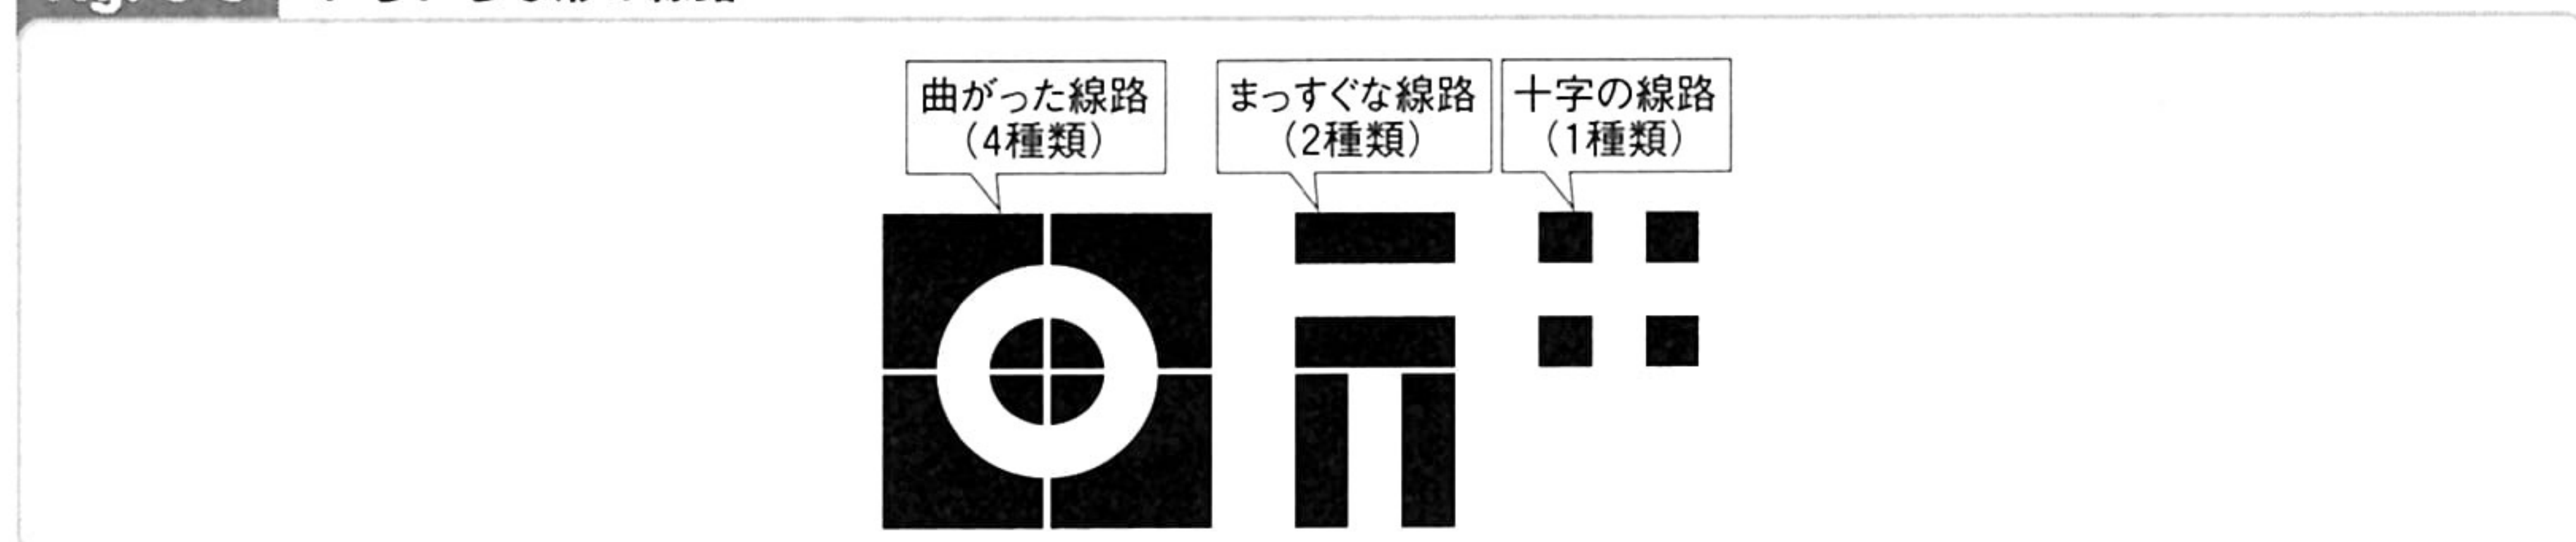 曲がった線路
（4種類）
まっすぐな線路
（2種類）
十字の線路
（1種類）